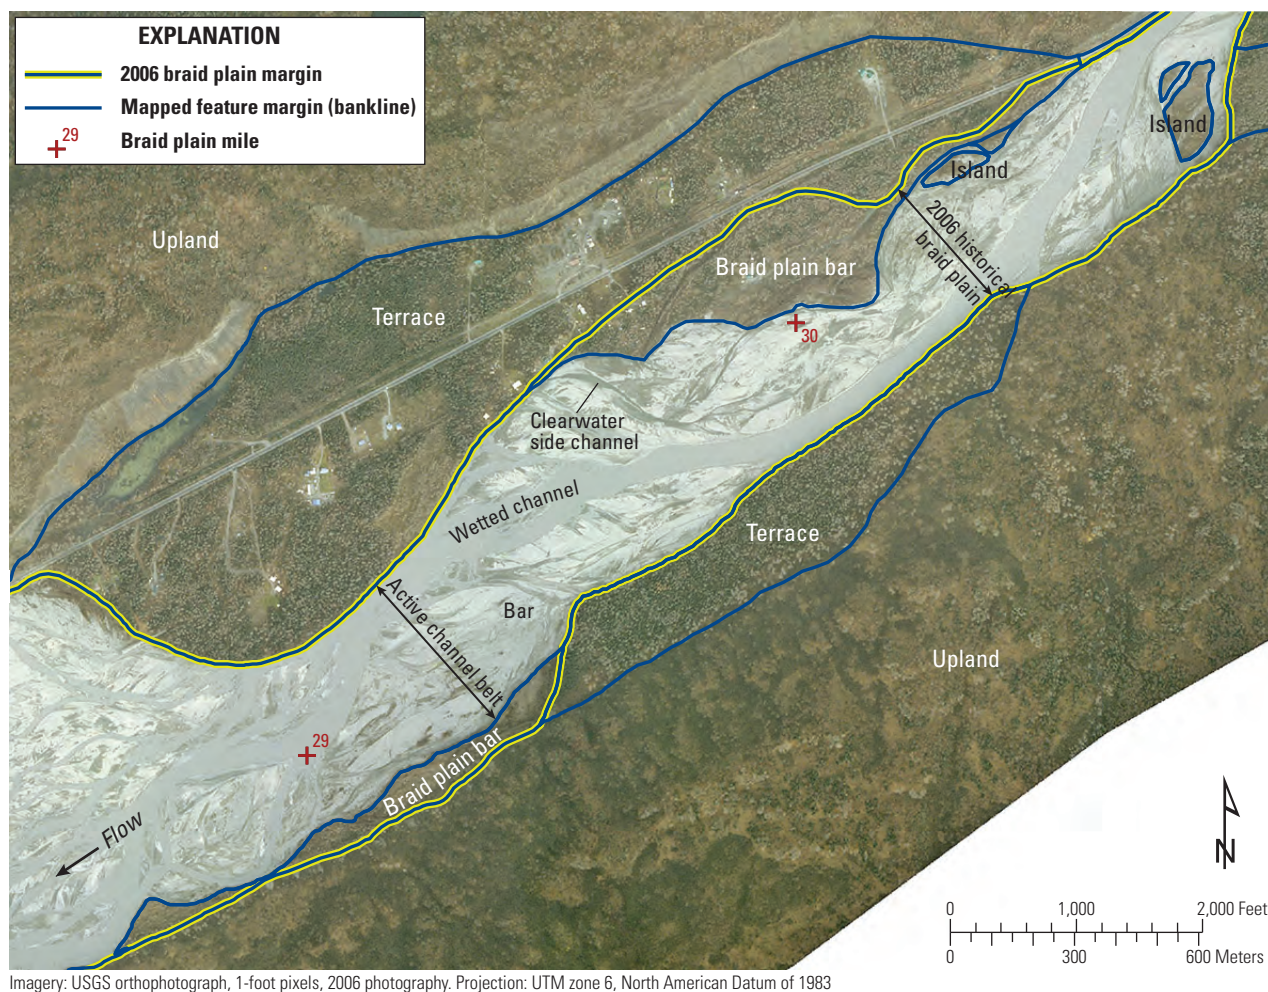 EXPLANATION
2006 braid plain margin
Mapped feature margin (bankline)
29
Braid plain mile
Island
Island
Upland
2006 historical
braid plain
Braid plain bar
Terrace
30
Clearwater
side channel
Wetted channel
Terrace
Active channel belt
Bar
Upland
29
Braid plain bar
Flow
N
0 1,000 2,000 Feet
0 300 600 Meters
Imagery: USGS orthophotograph, 1-foot pixels, 2006 photography. Projection: UTM zone 6, North American Datum of 1983